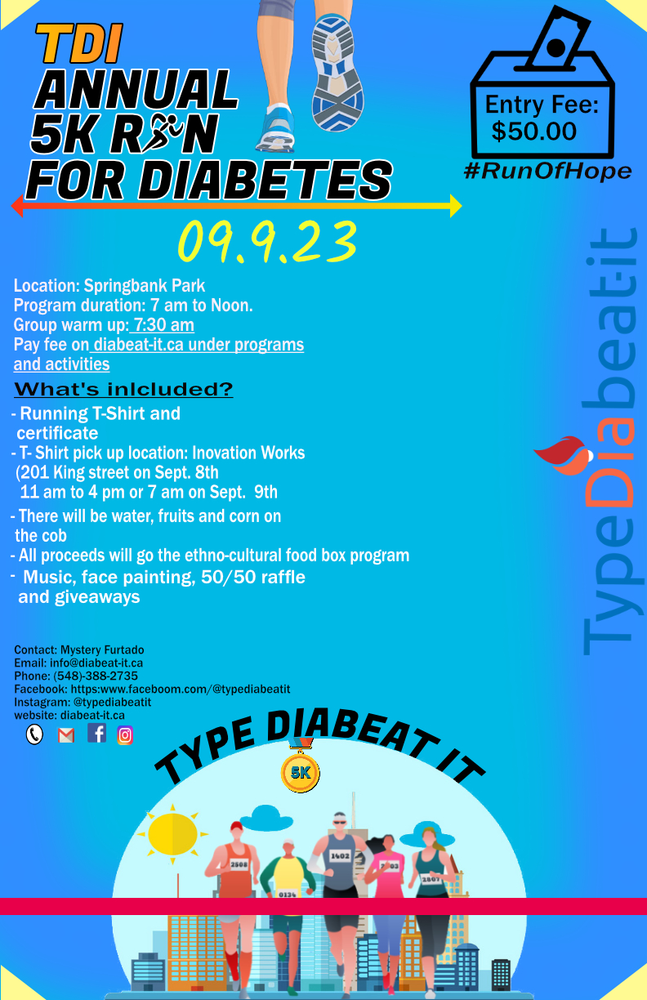 TDI
ANNUAL
5K RUN
FOR DIABETES
Entry Fee:
$50.00
#RunOfHope
09.9.23
Location: Springbank Park
Program duration: 7 am to Noon.
Group warm up: 7:30 am
Pay fee on diabeat-it.ca under programs
and activities
What's inlcluded?
- Running T-Shirt and
certificate
- T- Shirt pick up location: Inovation Works
(201 King street on Sept. 8th
11 am to 4 pm or 7 am on Sept. 9th
- There will be water, fruits and corn on
the cob
- All proceeds will go the ethno-cultural food box program
- Music, face painting, 50/50 raffle
and giveaways
TypeDiabeatit
Contact: Mystery Furtado
Email: info@diabeat-it.ca
Phone: (548)-388-2735
Facebook: https:www.faceboom.com/@typediabeatit
Instagram: @typediabeatit
website: diabeat-it.ca
TYPE DIABEAT IT
5K
2508
0134
1402
2807